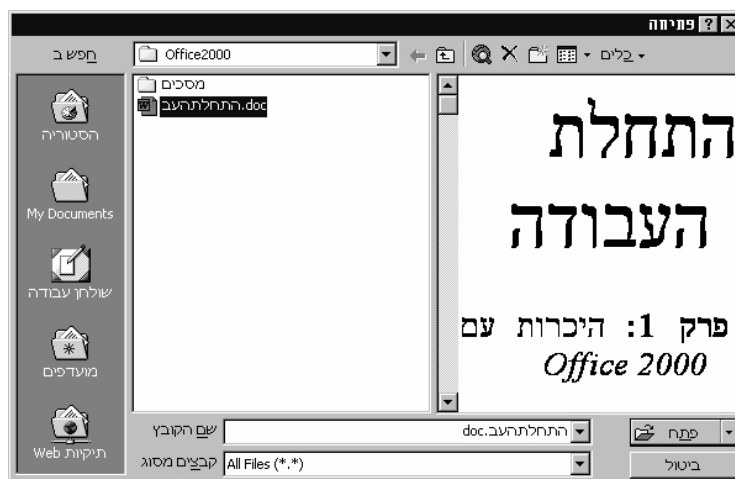 פתיחה
חפש ב
Office2000
כלים
הסטוריה
My Documents
שולחן עבודה
מועדפים
תיקיות Web
מסכים
התחלתהעב.doc
התחלת
העבודה
פרק 1: היכרות עם
Office 2000
שם הקובץ
התחלתהעב.doc
פתח
קבצים מסוג
All Files (*.*)
ביטול